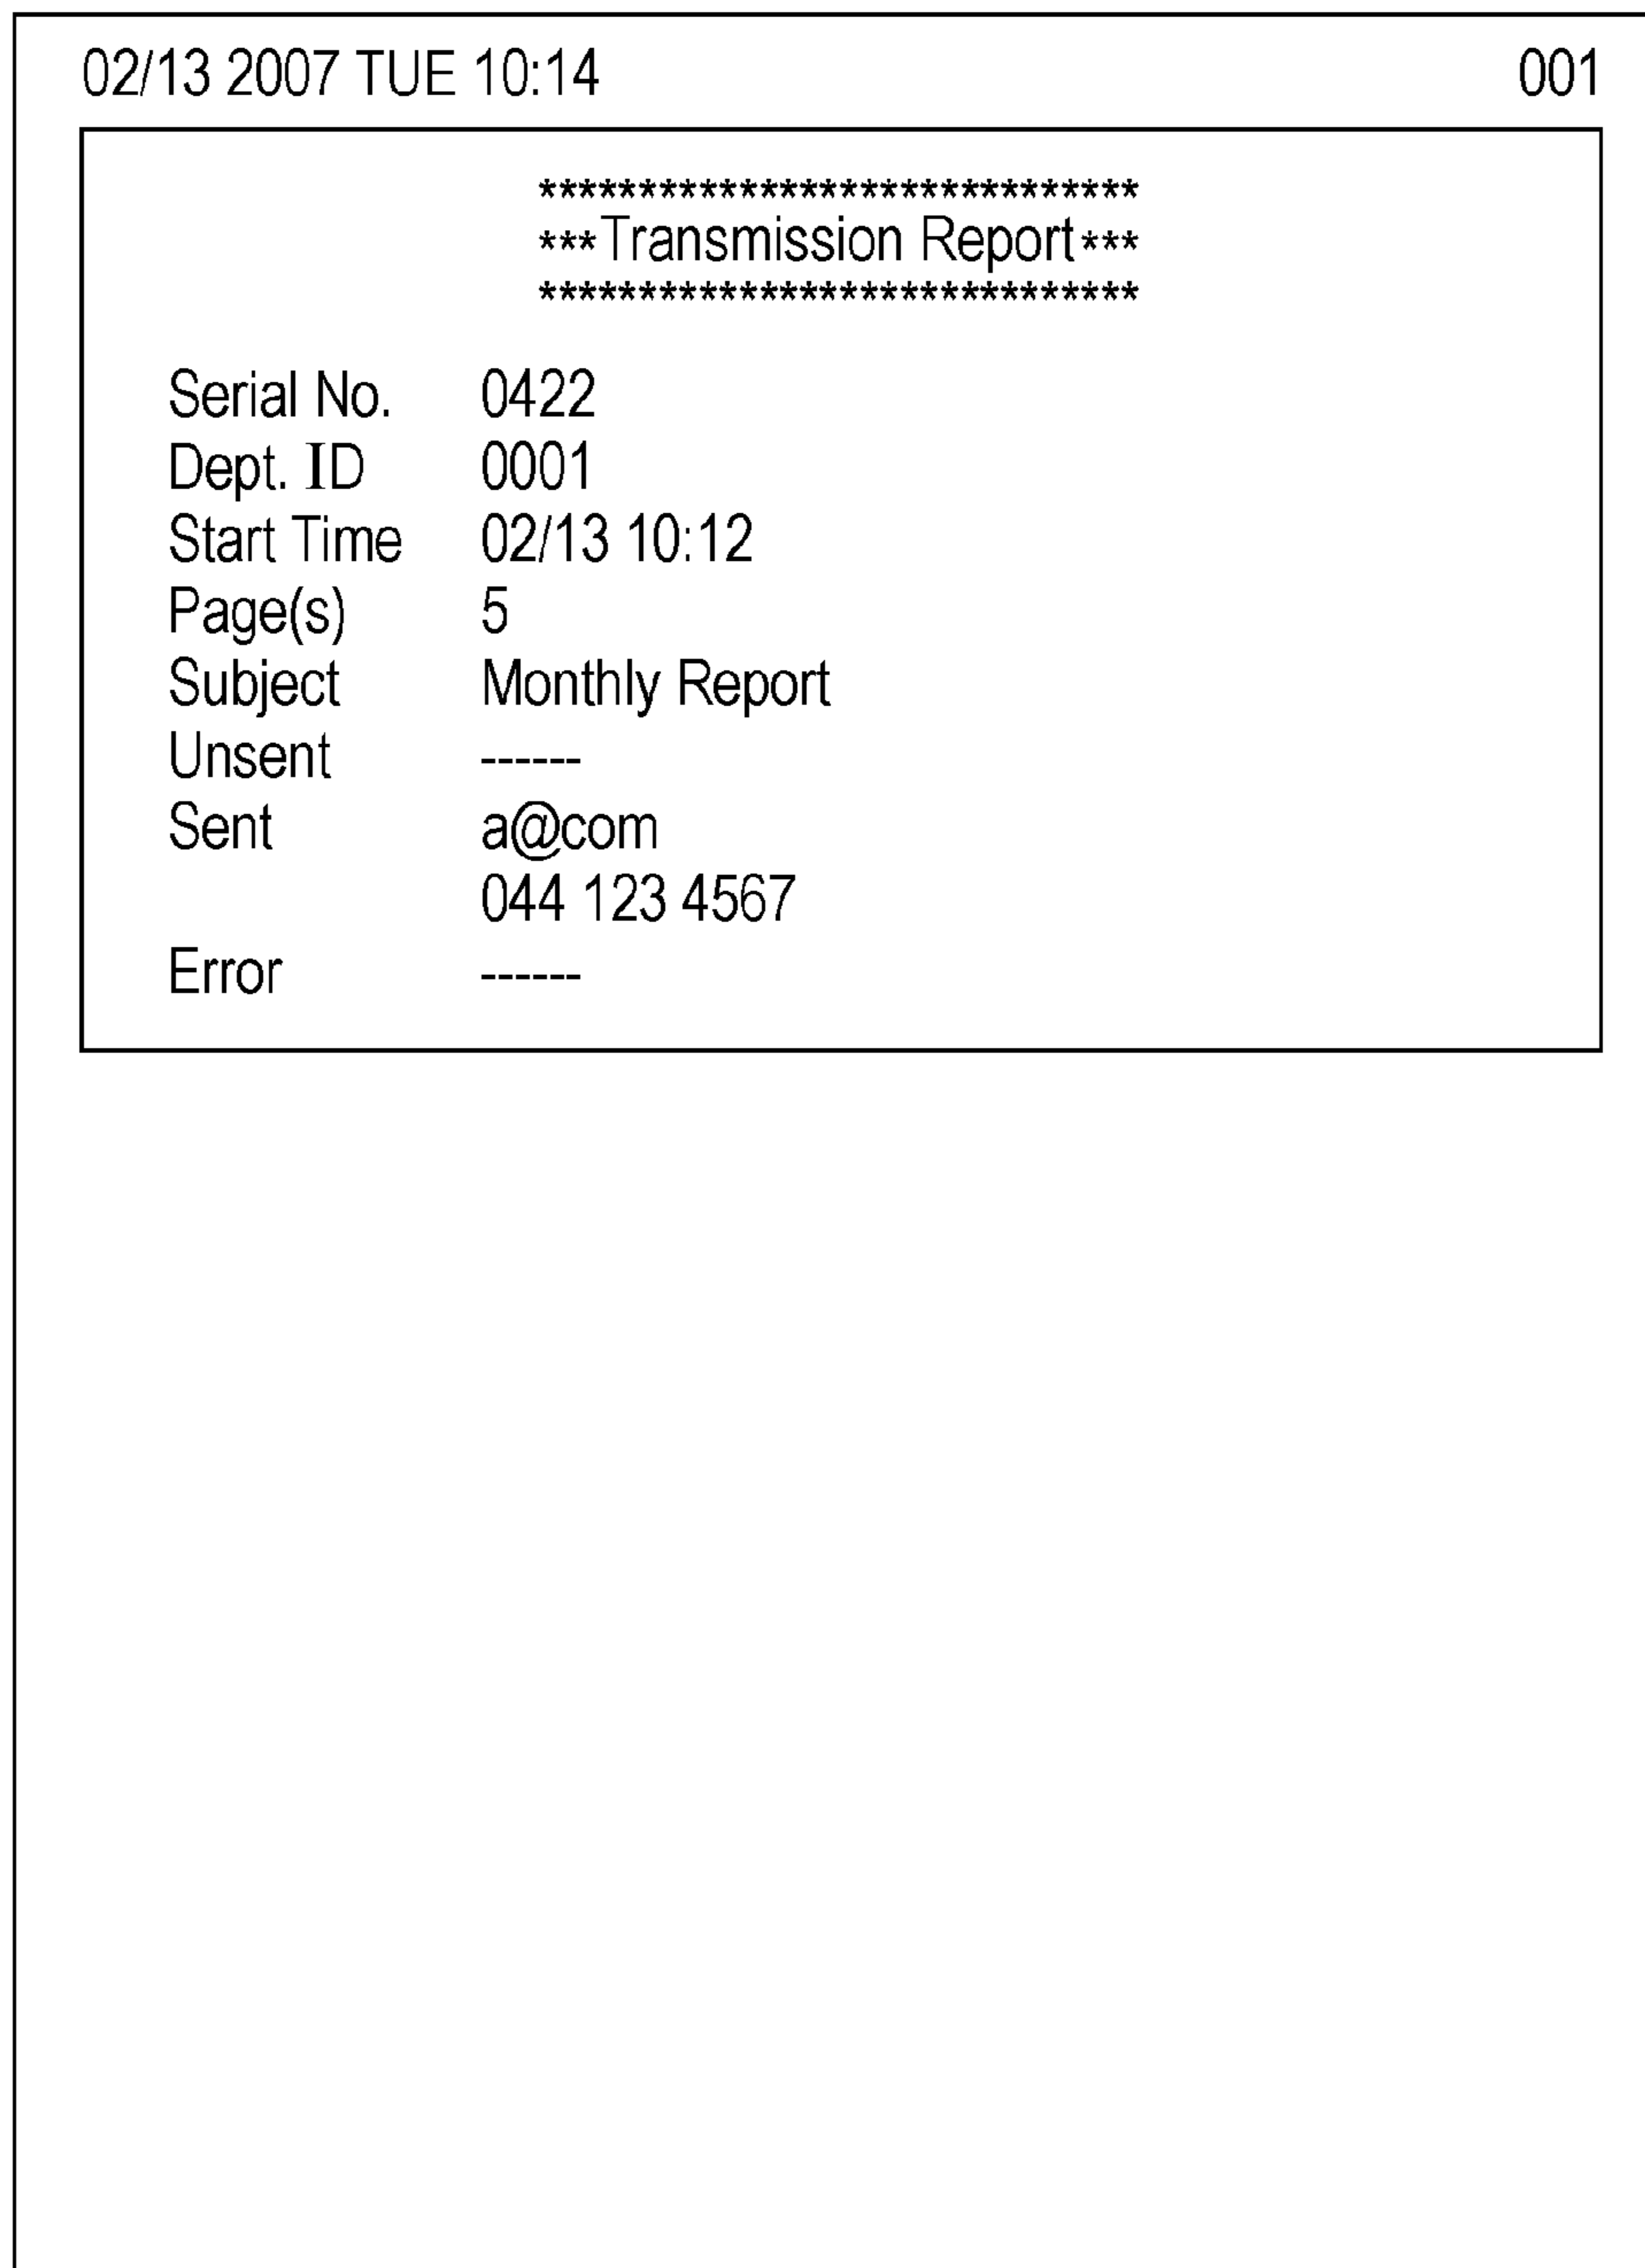 02/13 2007 TUE 10:14 001
******************************
***Transmission Report***
******************************
Serial No. 0422
Dept. ID 0001
Start Time 02/13 10:12
Page(s) 5
Subject Monthly Report
Unsent ------
Sent a@com
044 123 4567
Error ------